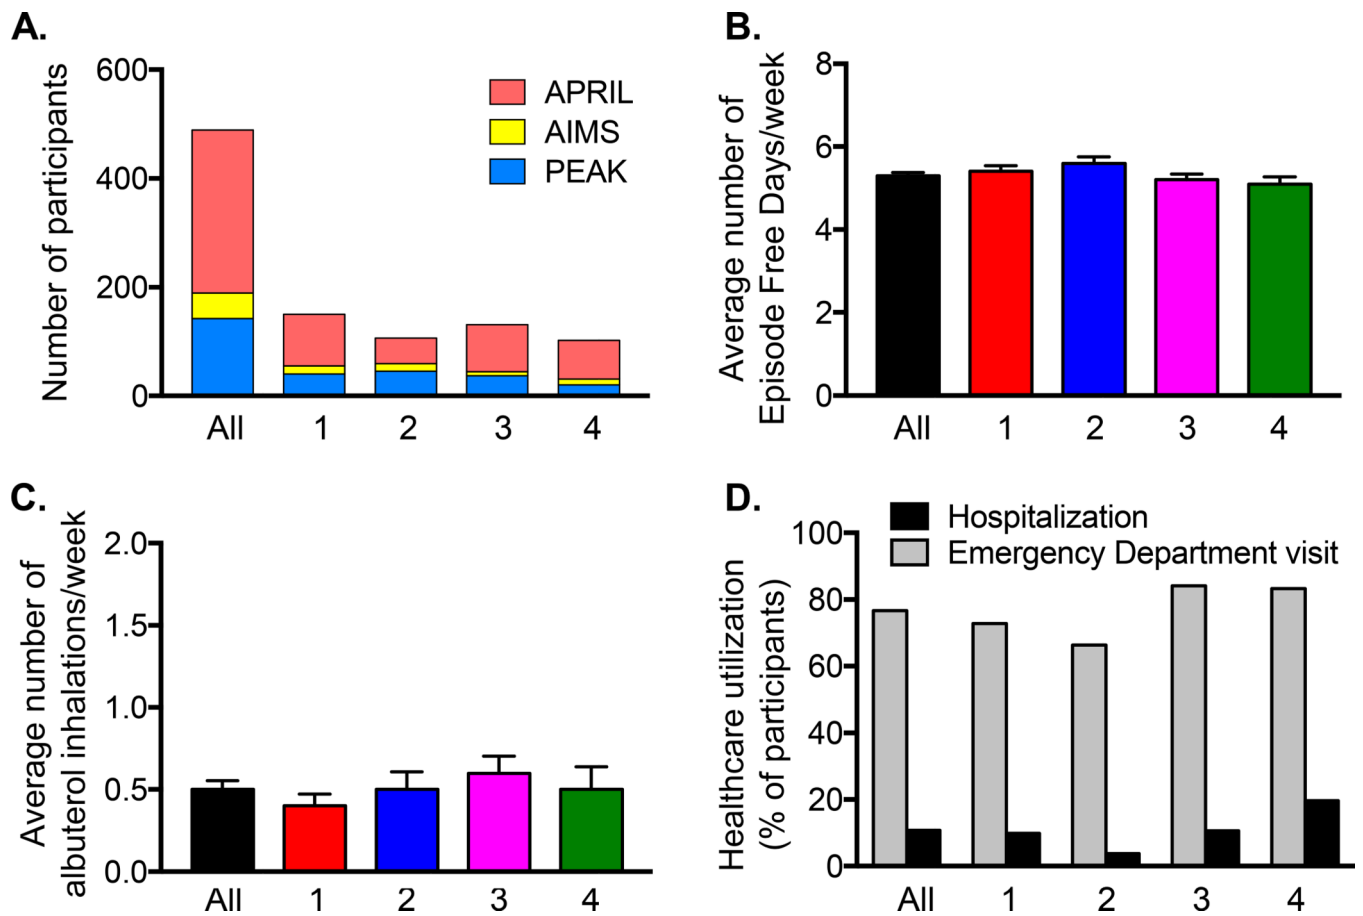 A.
Number of participants
600
400
200
0
APRIL
AIMS
PEAK
All 1 2 3 4
B.
Average number of
Episode Free Days/week
8
6
4
2
0
All 1 2 3 4
C.
Average number of
albuterol inhalations/week
2.0
1.5
1.0
0.5
0.0
All 1 2 3 4
D.
Healthcare utilization
(% of participants)
100
80
60
40
20
0
Hospitalization
Emergency Department visit
All 1 2 3 4